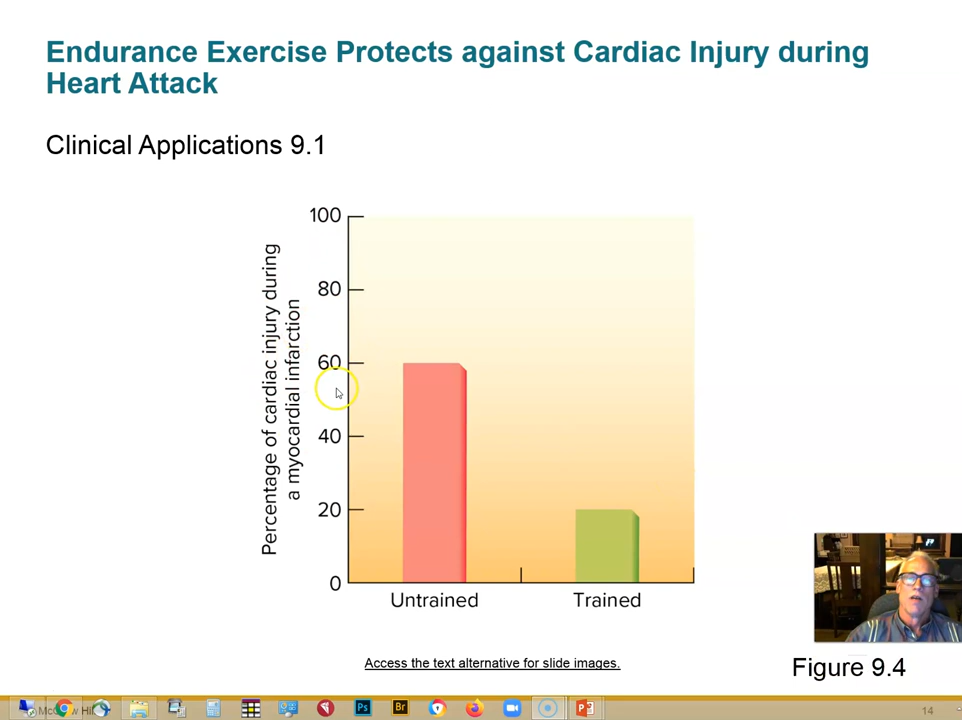 Endurance Exercise Protects against Cardiac Injury during
Heart Attack
Clinical Applications 9.1
Percentage of cardiac injury during
a myocardial infarction
100
80
60
40
20
0
Untrained
Trained
Access the text alternative for slide images.
Figure 9.4
14